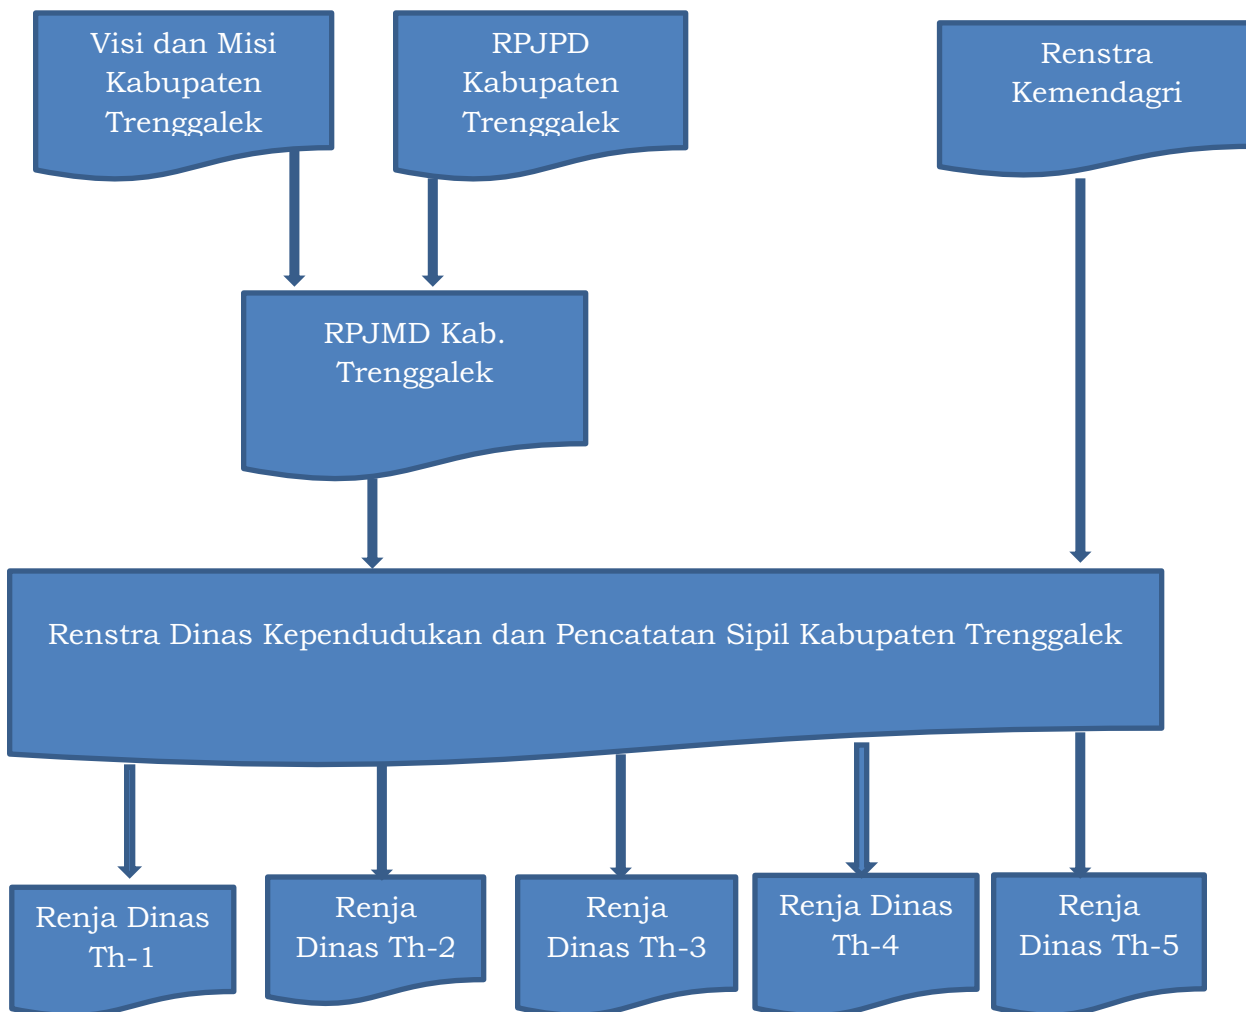 Visi dan Misi
Kabupaten
Trenggalek
RPJPD
Kabupaten
Trenggalek
Renstra
Kemendagri
RPJMD Kab.
Trenggalek
Renstra Dinas Kependudukan dan Pencatatan Sipil Kabupaten Trenggalek
Renja Dinas
Th-1
Renja
Dinas Th-2
Renja
Dinas Th-3
Renja Dinas
Th-4
Renja
Dinas Th-5